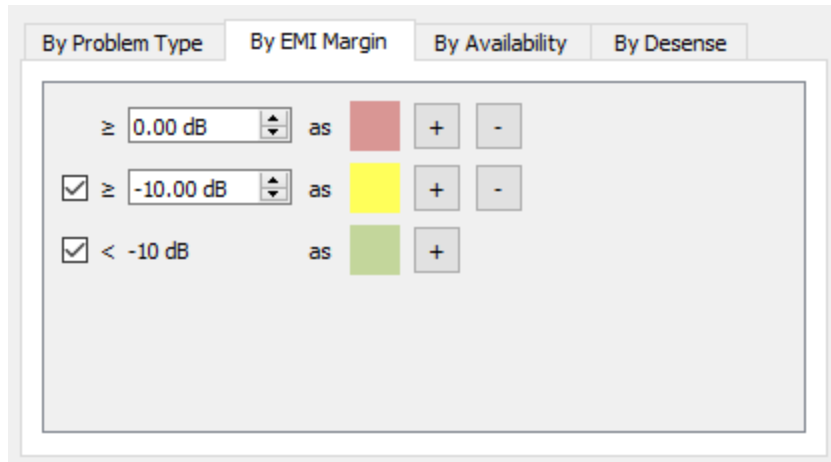 By Problem Type By EMI Margin By Availability By Desense
≥ 0.00 dB as + -
≥ -10.00 dB as + -
< -10 dB as +